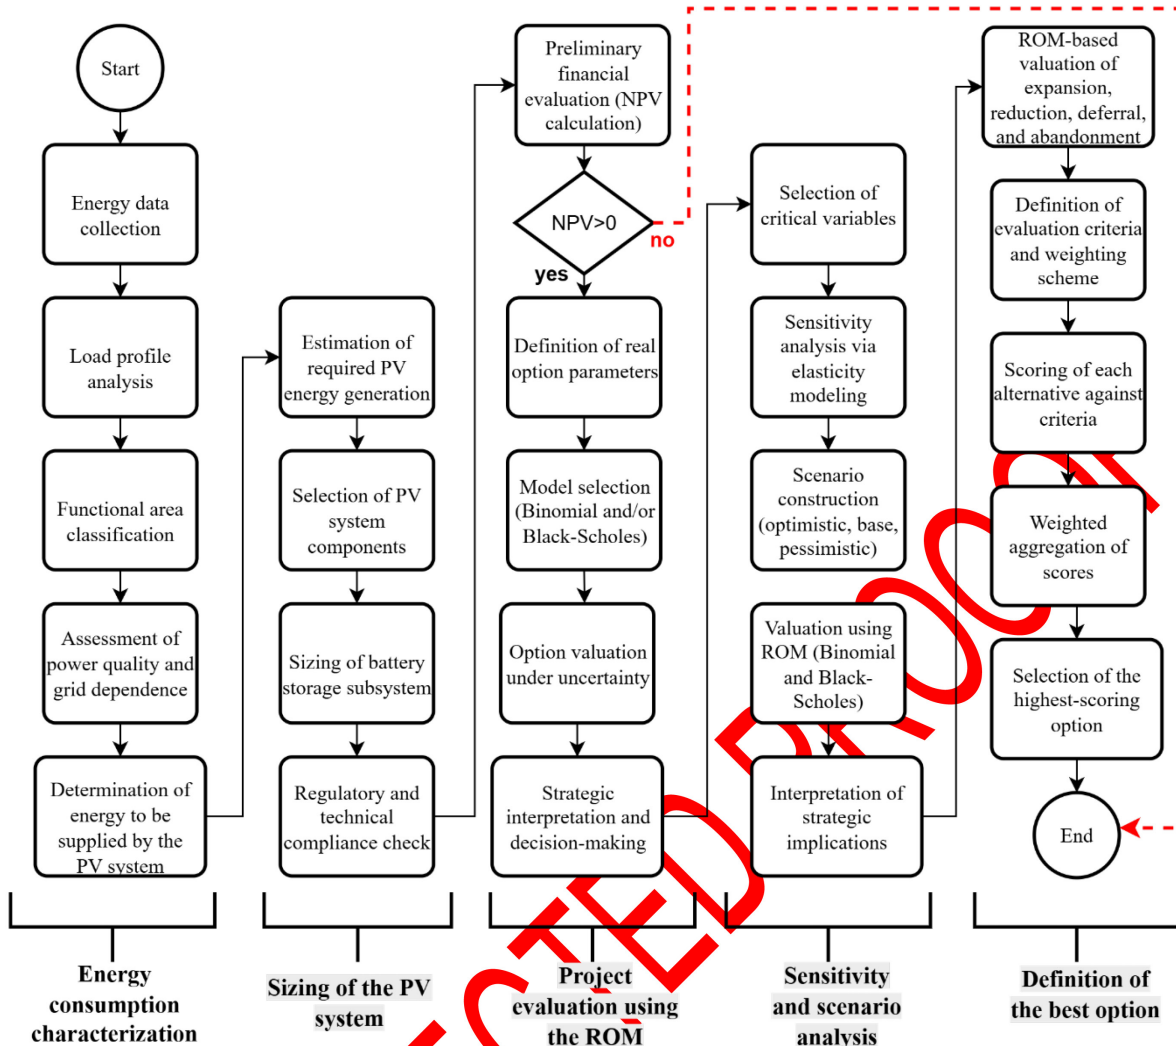 Start
Energy data
collection
Load profile
analysis
Functional area
classification
Assessment of
power quality and
grid dependence
Determination of
energy to be
supplied by the
PV system
Energy
consumption
characterization
Estimation of
required PV
energy generation
Selection of PV
system
components
Sizing of battery
storage subsystem
Regulatory and
technical
compliance check
Sizing of the PV
system
Preliminary
financial
evaluation (NPV
calculation)
NPV>0
no
yes
Definition of real
option parameters
Model selection
(Binomial and/or
Black-Scholes)
Option valuation
under uncertainty
Strategic
interpretation and
decision-making
Project
evaluation using
the ROM
Selection of
critical variables
Sensitivity
analysis via
elasticity
modeling
Scenario
construction
(optimistic, base,
pessimistic)
Valuation using
ROM (Binomial
and Black-
Scholes)
Interpretation of
strategic
implications
Sensitivity
and scenario
analysis
ROM-based
valuation of
expansion,
reduction, deferral,
and abandonment
Definition of
evaluation criteria
and weighting
scheme
Scoring of each
alternative against
criteria
Weighted
aggregation of
scores
Selection of the
highest-scoring
option
End
Definition of
the best option